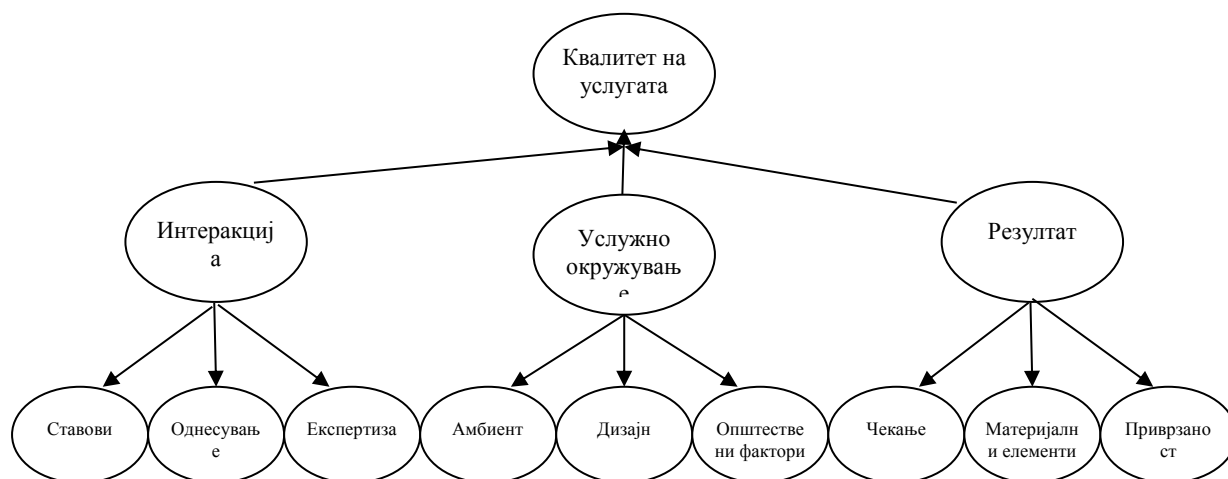 Квалитет на
услугата
Интеракциј
а
Услужно
окружувањ
е
Резултат
Ставови
Однесувањ
е
Експертиза
Амбиент
Дизајн
Општестве
ни фактори
Чекање
Материјалн
и елементи
Приврзано
ст